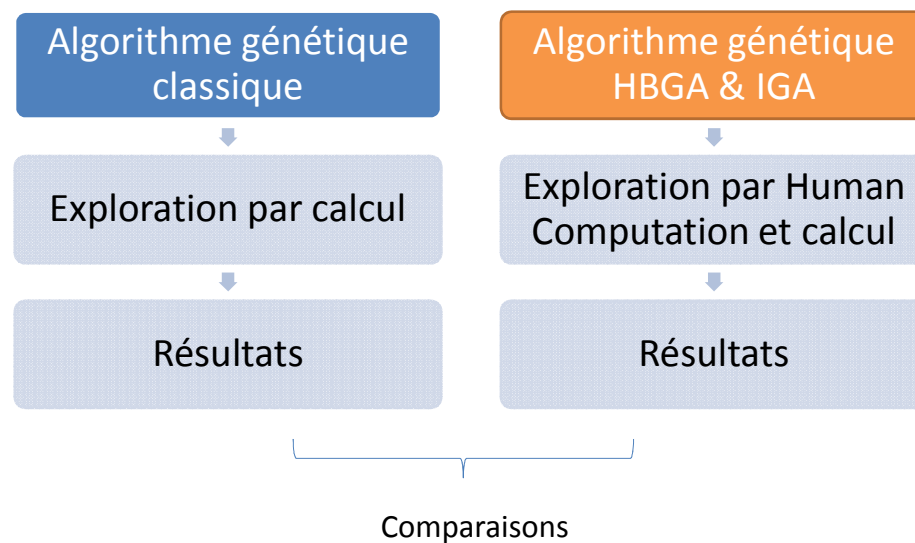 Algorithme génétique
classique
Exploration par calcul
Résultats
Algorithme génétique
HBGA & IGA
Exploration par Human
Computation et calcul
Résultats
Comparaisons